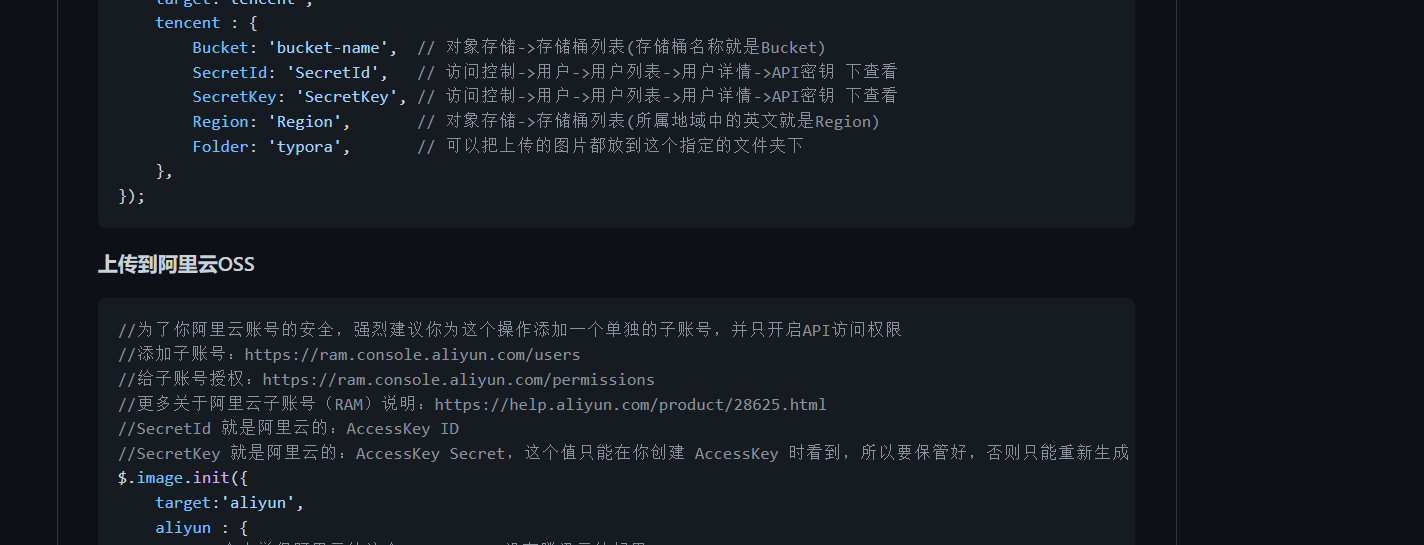 target:'tencent',
tencent : {
Bucket: 'bucket-name',  // 对象存储->存储桶列表(存储桶名称就是Bucket)
SecretId: 'SecretId',   // 访问控制->用户->用户列表->用户详情->API密钥 下查看
SecretKey: 'SecretKey', // 访问控制->用户->用户列表->用户详情->API密钥 下查看
Region: 'Region',       // 对象存储->存储桶列表(所属地域中的英文就是Region)
Folder: 'typora',       // 可以把上传的图片都放到这个指定的文件夹下
},
});
上传到阿里云OSS
//为了你阿里云账号的安全，强烈建议你为这个操作添加一个单独的子账号，并只开启API访问权限
//添加子账号：https://ram.console.aliyun.com/users
//给子账号授权：https://ram.console.aliyun.com/permissions
//更多关于阿里云子账号（RAM）说明：https://help.aliyun.com/product/28625.html
//SecretId 就是阿里云的：AccessKey ID
//SecretKey 就是阿里云的：AccessKey Secret，这个值只能在你创建 AccessKey 时看到，所以要保管好，否则只能重新生成
$.image.init({
target:'aliyun',
aliyun : {